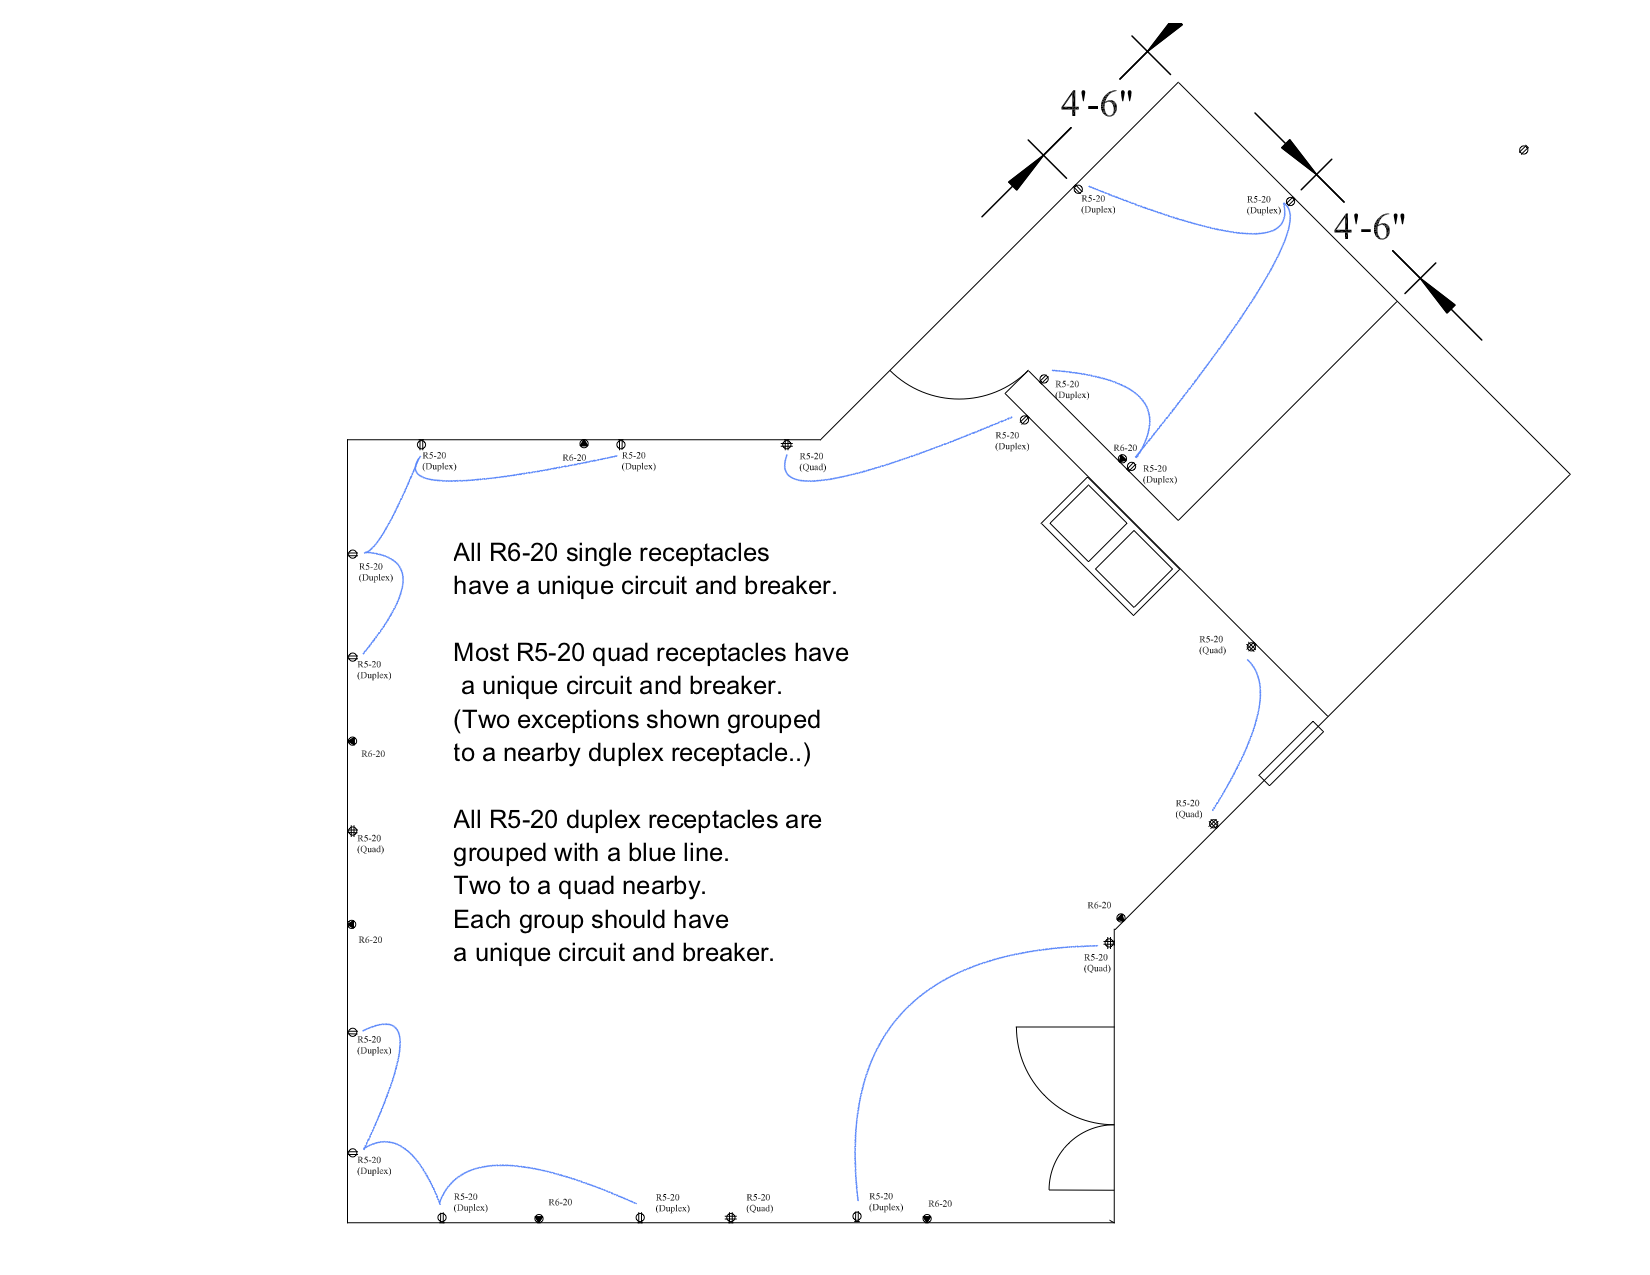 4'-6"
R5-20
(Duplex)
R5-20
(Duplex)
4'-6"
R5-20
(Duplex)
R5-20
(Duplex)
R6-20
R5-20
(Duplex)
R5-20
(Duplex)
R6-20
R5-20
(Duplex)
R5-20
(Quad)
R5-20
(Duplex)
R5-20
(Duplex)
R6-20
R5-20
(Quad)
R6-20
All R6-20 single receptacles
have a unique circuit and breaker.
Most R5-20 quad receptacles have
a unique circuit and breaker.
(Two exceptions shown grouped
to a nearby duplex receptacle..)
All R5-20 duplex receptacles are
grouped with a blue line.
Two to a quad nearby.
Each group should have
a unique circuit and breaker.
R5-20
(Quad)
R5-20
(Quad)
R6-20
R5-20
(Quad)
R5-20
(Duplex)
R5-20
(Duplex)
R5-20
(Duplex)
R6-20
R5-20
(Duplex)
R5-20
(Quad)
R5-20
(Duplex)
R6-20